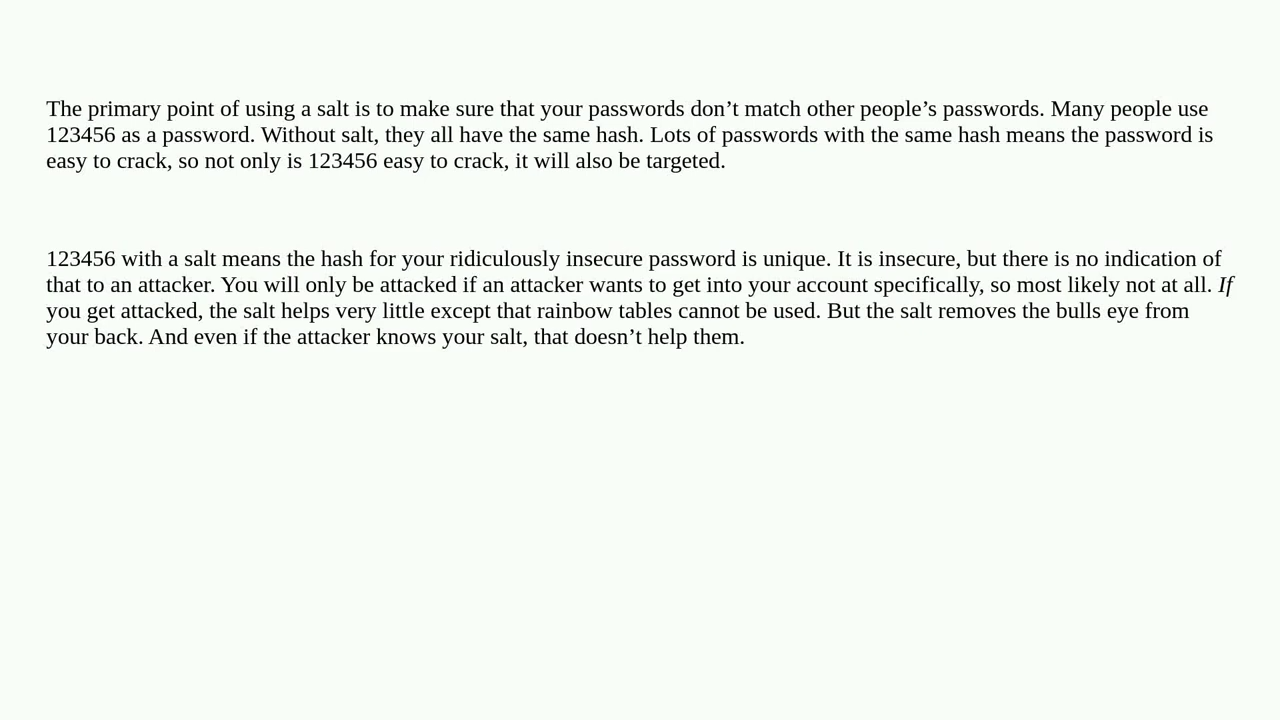 The primary point of using a salt is to make sure that your passwords don’t match other people’s passwords. Many people use
123456 as a password. Without salt, they all have the same hash. Lots of passwords with the same hash means the password is
easy to crack, so not only is 123456 easy to crack, it will also be targeted.
123456 with a salt means the hash for your ridiculously insecure password is unique. It is insecure, but there is no indication of
that to an attacker. You will only be attacked if an attacker wants to get into your account specifically, so most likely not at all. If
you get attacked, the salt helps very little except that rainbow tables cannot be used. But the salt removes the bulls eye from
your back. And even if the attacker knows your salt, that doesn’t help them.